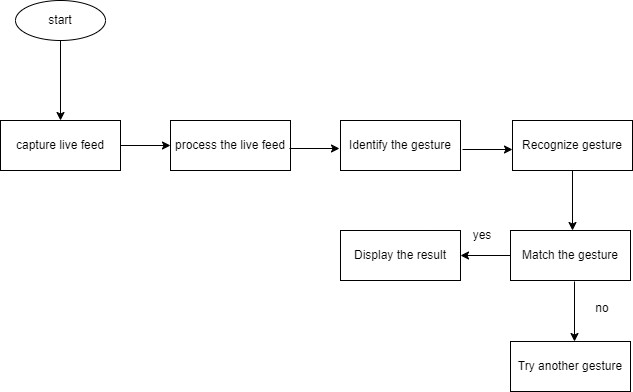 start
capture live feed
process the live feed
Identify the gesture
Recognize gesture
Display the result
yes
Match the gesture
no
Try another gesture